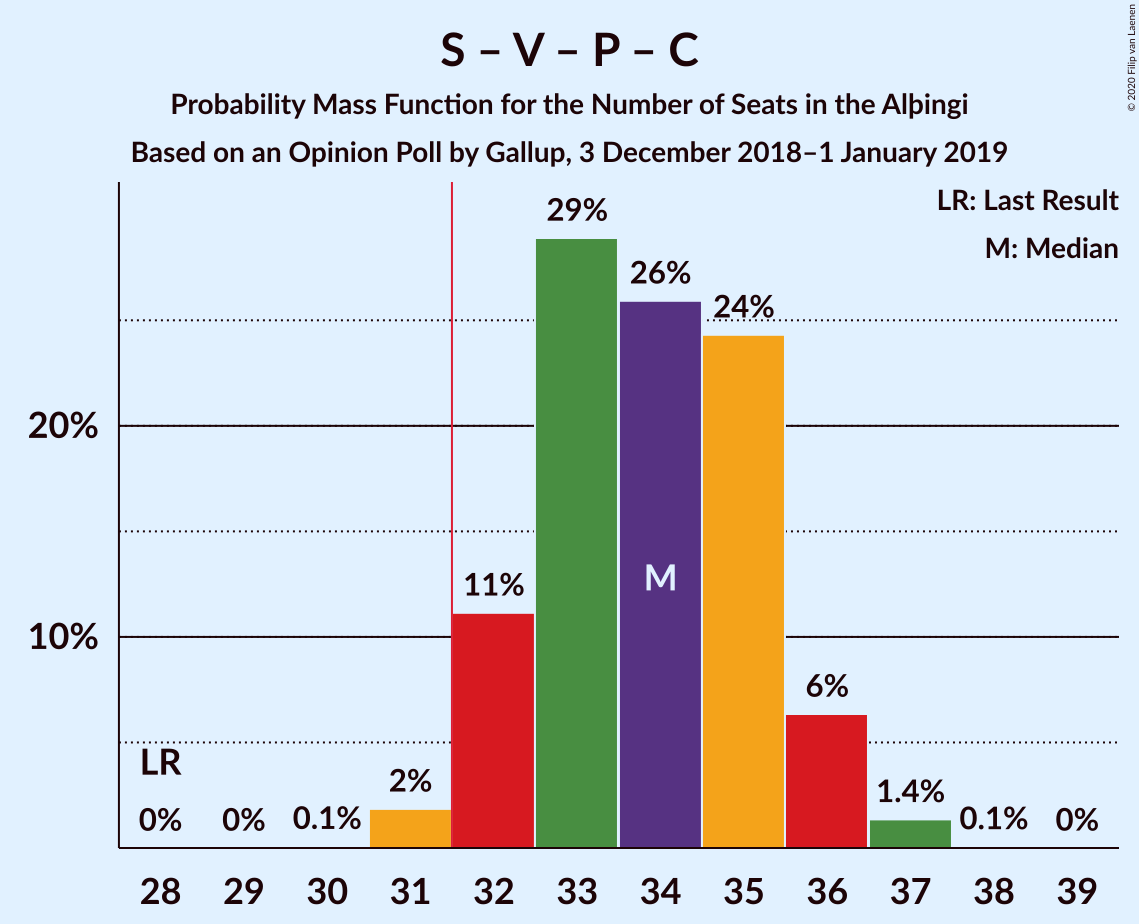 S – V – P – C
Probability Mass Function for the Number of Seats in the Alþingi
Based on an Opinion Poll by Gallup, 3 December 2018–1 January 2019
© 2020 Filip van Laenen
LR: Last Result
M: Median
29%
26%
24%
20%
11%
M
10%
6%
LR
2%
1.4%
0% 0% 0.1% 0.1% 0%
28 29 30 31 32 33 34 35 36 37 38 39